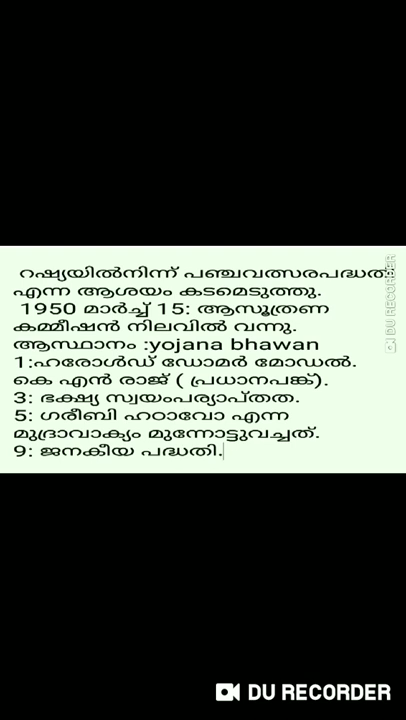 റഷ്യയിൽനിന്ന് പഞ്ചവത്സരപദ്ധതി
എന്ന ആശയം കടമെടുത്തു.
1950 മാർച്ച് 15: ആസൂത്രണ
കമ്മീഷൻ നിലവിൽ വന്നു.
ആസ്ഥാനം :yojana bhawan
1:ഹരോൾഡ് ഡോമർ മോഡൽ.
കെ എൻ രാജ് ( പ്രധാനപങ്ക്).
3: ഭക്ഷ്യ സ്വയംപര്യാപ്തത.
5: ഗരീബി ഹഠാവോ എന്ന
മുദ്രാവാക്യം മുന്നോട്ടുവച്ചത്.
9: ജനകീയ പദ്ധതി.
DU RECORDER
DU RECORDER